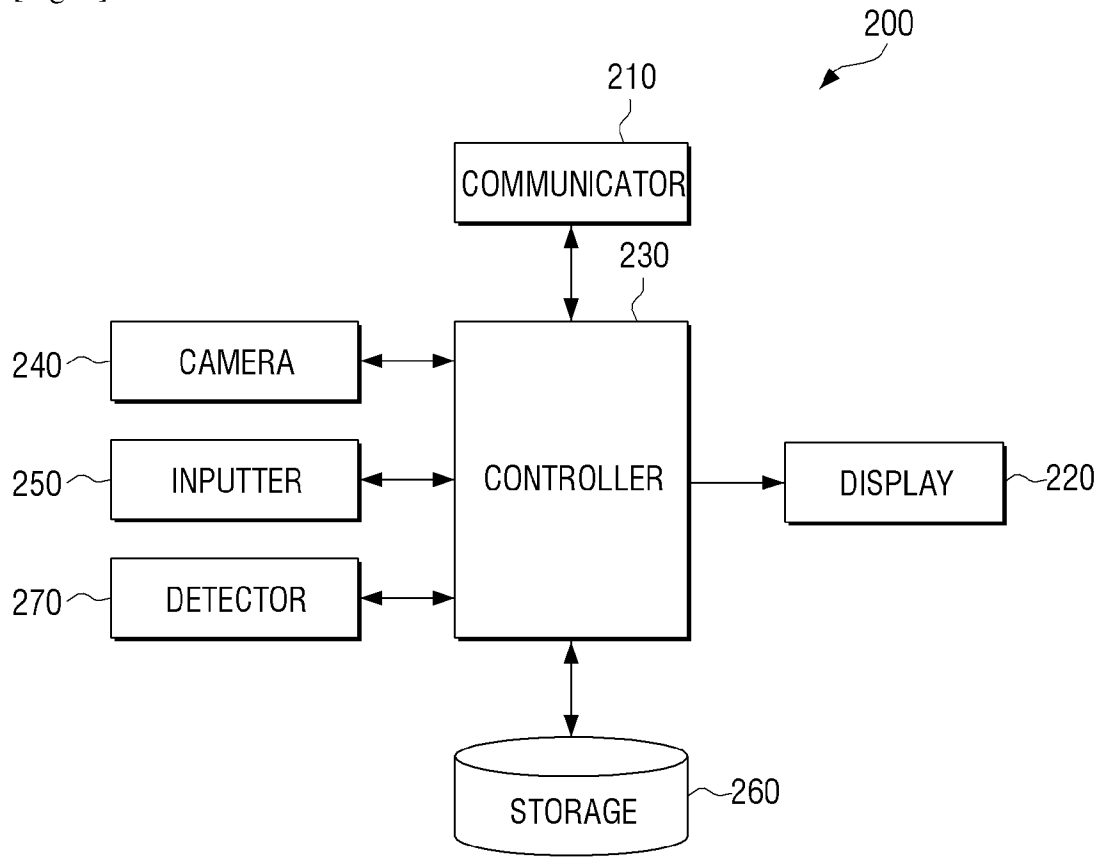 200
210
COMMUNICATOR
230
240
CAMERA
250
INPUTTER
CONTROLLER
DISPLAY
220
270
DETECTOR
STORAGE
260